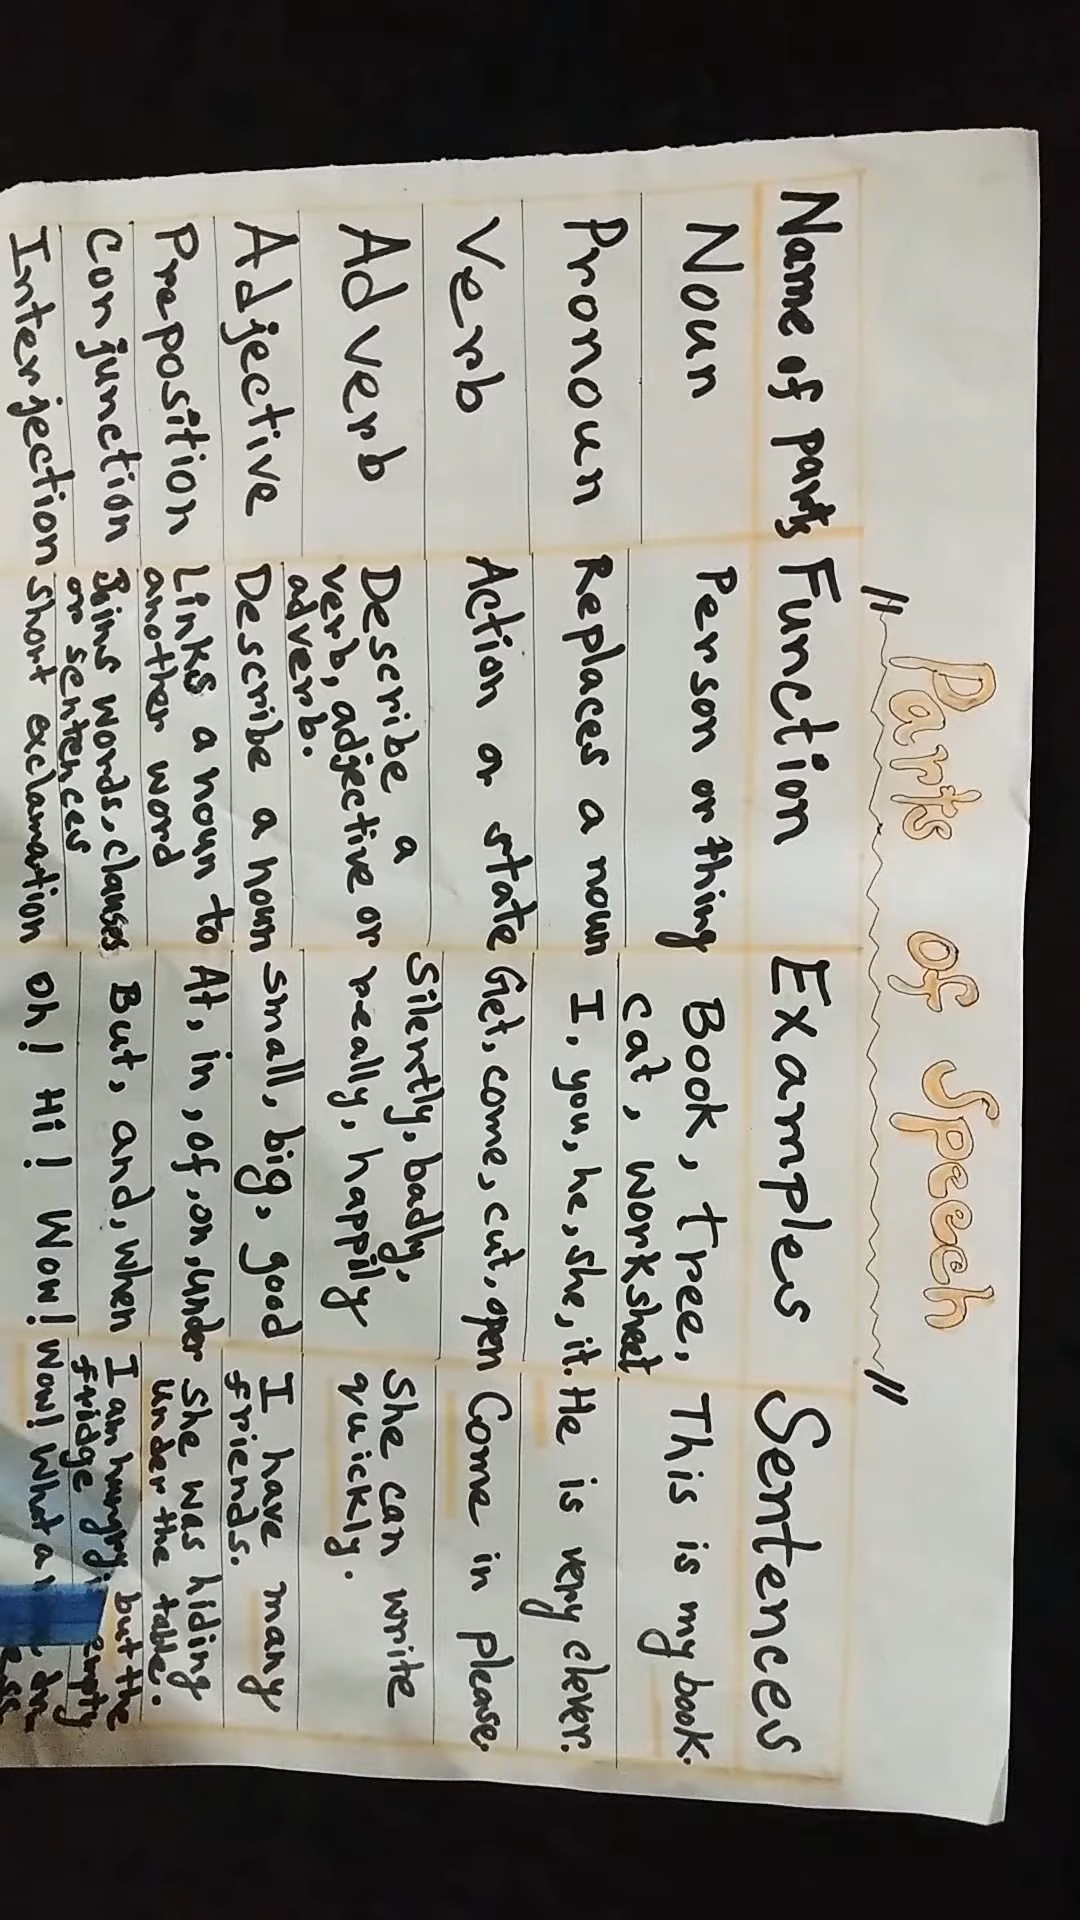 "Parts of Speech"
Name of parts Function Examples Sentences
Noun Person or thing Book, tree, This is my book.
cat, worksheet
Pronoun Replaces a noun I, you, he, she, it. He is very clever.
Verb Action or state Get, come, cut, open Come in please.
Adverb Describe a Silently, badly, She can write
verb, adjective or really, happily quickly.
adverb.
Adjective Describe a noun small, big, good I have many
friends.
Preposition Links a noun to At, in, of, on, under She was hiding
another word under the table.
Conjunction Joins words, clauses But, and, when I am hungry but the
or sentences fridge empty
Interjection short exclamation oh! Hi! Wow! Wow! What a